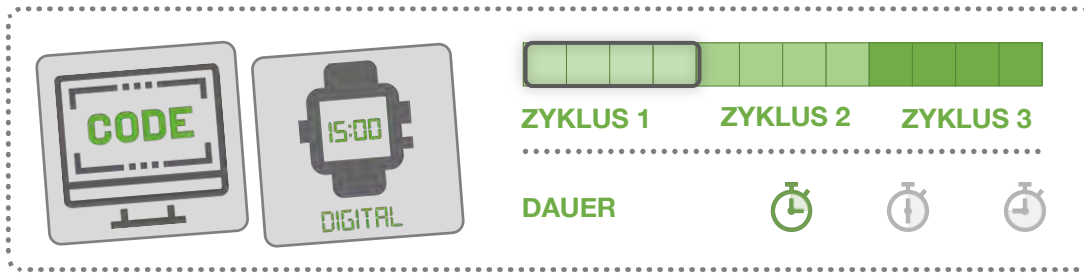 CODE
15:00
DIGITAL
ZYKLUS 1
ZYKLUS 2
ZYKLUS 3
DAUER